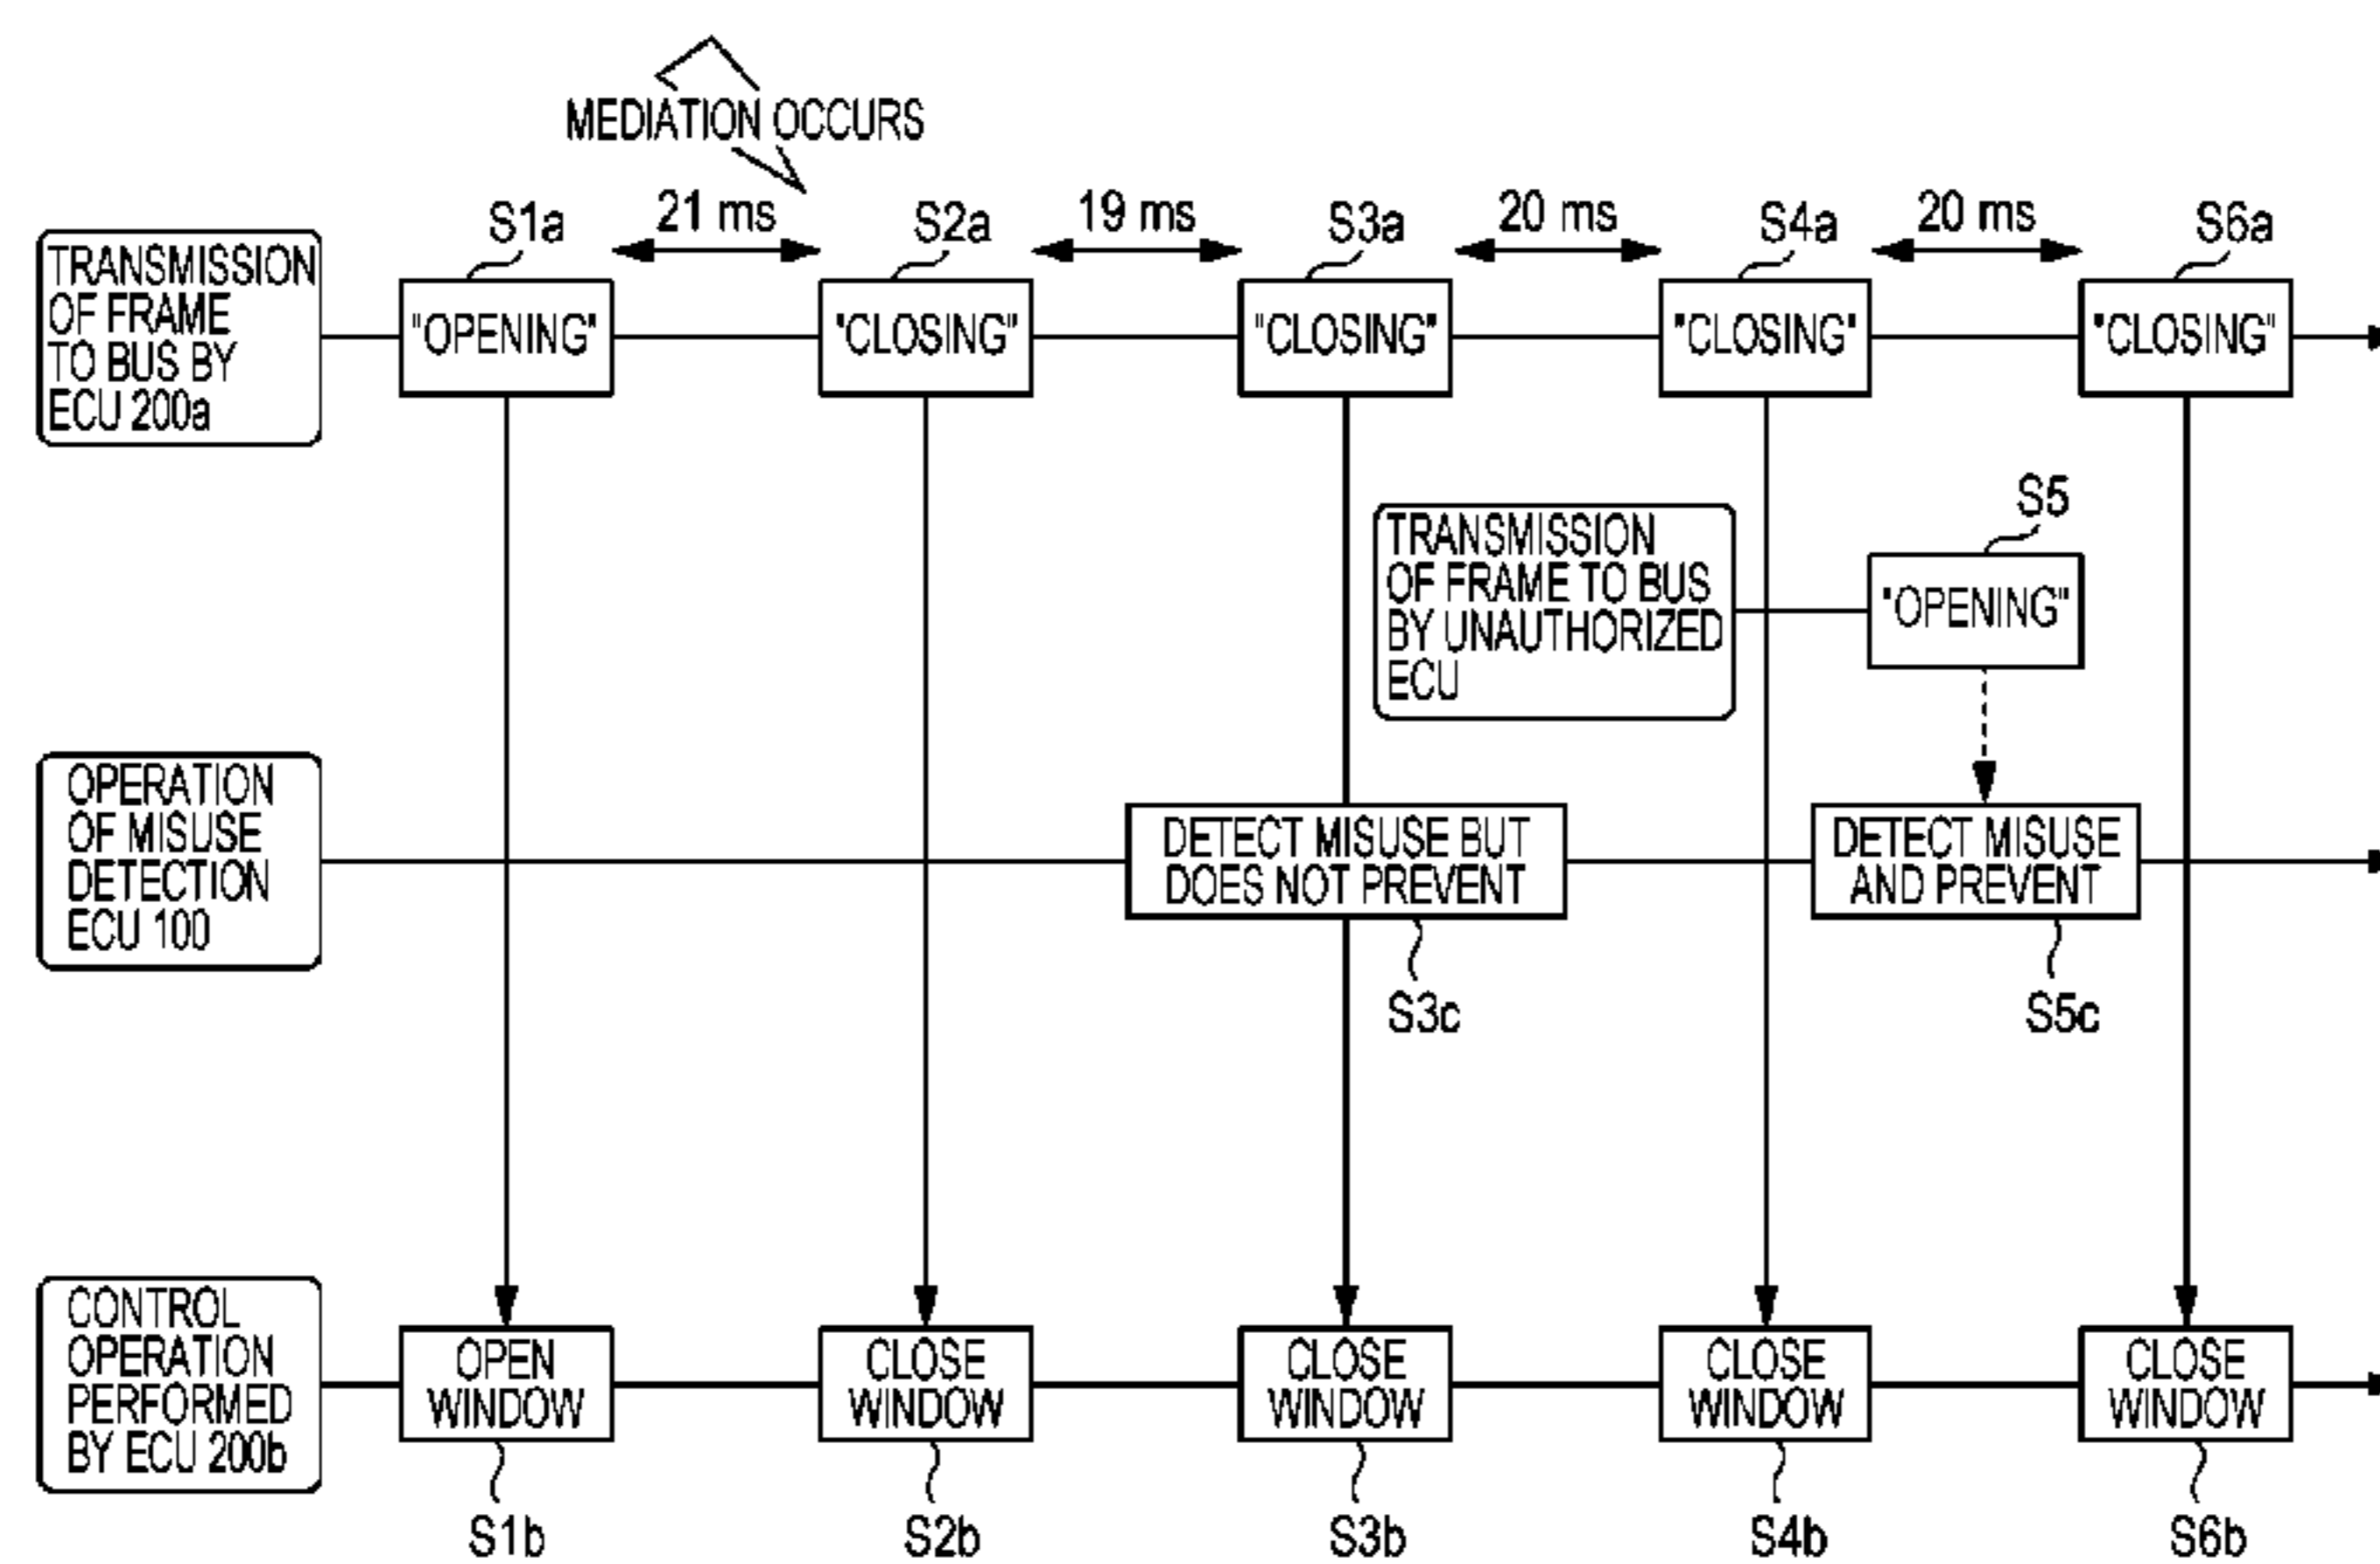 MEDIATION OCCURS
S1a
21 ms
S2a
19 ms
S3a
20 ms
S4a
20 ms
S6a
TRANSMISSION
OF FRAME
TO BUS BY
ECU 200a
"OPENING"
"CLOSING"
"CLOSING"
"CLOSING"
"CLOSING"
TRANSMISSION
OF FRAME TO BUS
BY UNAUTHORIZED
ECU
S5
"OPENING"
OPERATION
OF MISUSE
DETECTION
ECU 100
DETECT MISUSE BUT
DOES NOT PREVENT
DETECT MISUSE
AND PREVENT
S3c
S5c
CONTROL
OPERATION
PERFORMED
BY ECU 200b
OPEN
WINDOW
CLOSE
WINDOW
CLOSE
WINDOW
CLOSE
WINDOW
CLOSE
WINDOW
S1b
S2b
S3b
S4b
S6b